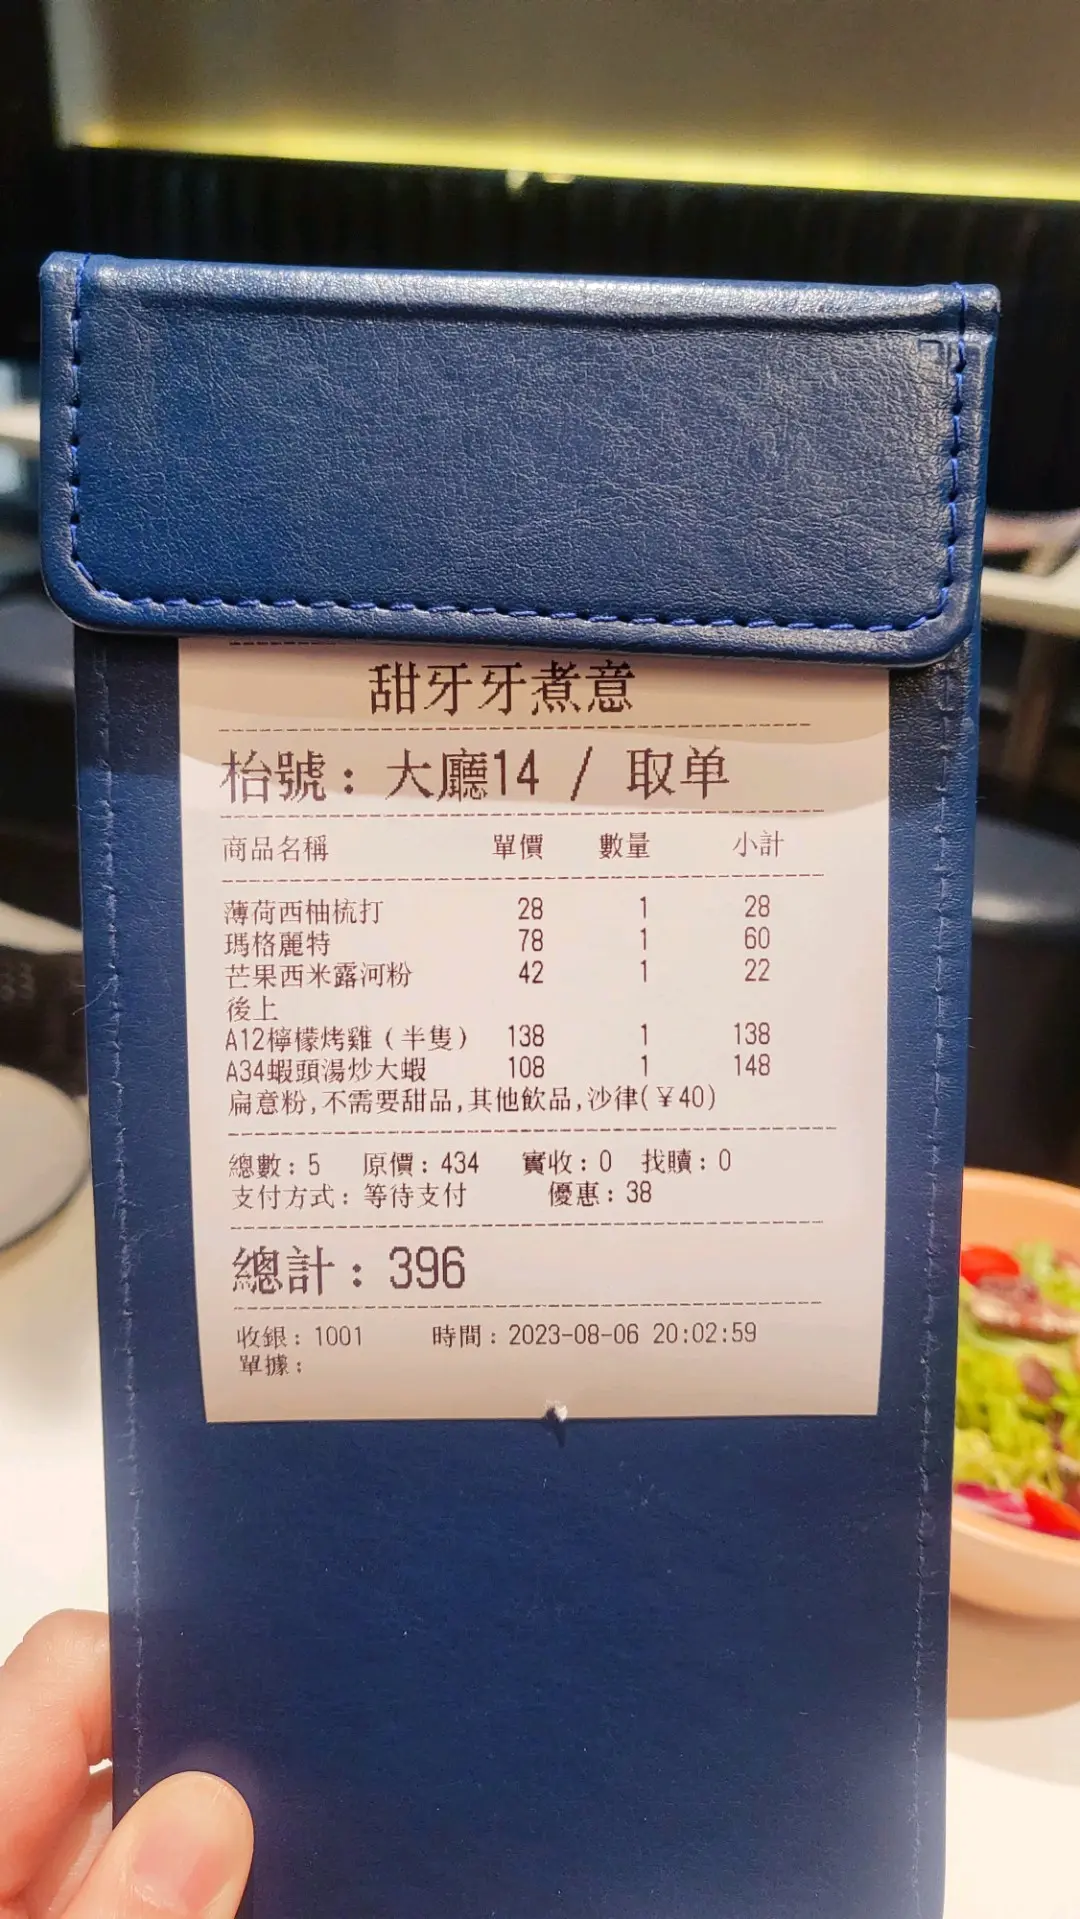 甜牙牙煮意
枱號：大廳14 / 取单
商品名稱 單價 數量 小計
薄荷西柚梳打 28 1 28
瑪格麗特 78 1 60
芒果西米露河粉 42 1 22
後上
A12檸檬烤雞（半隻） 138 1 138
A34蝦頭湯炒大蝦 108 1 148
扁意粉,不需要甜品,其他飲品,沙律(￥40)
總數：5 原價：434 實收：0 找贖：0
支付方式：等待支付 優惠：38
總計：396
收銀：1001 時間：2023-08-06 20:02:59
單據：